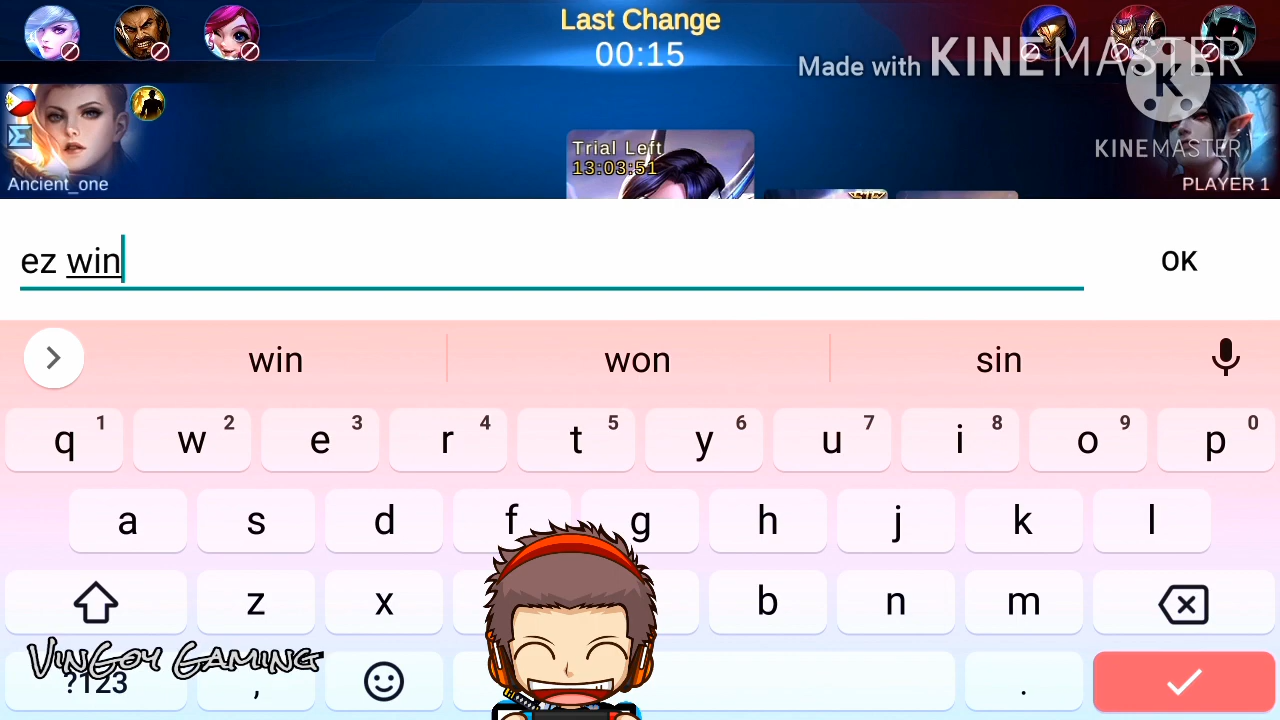 Last Change
00:15
Made with KINEMASTER
K
KINEMASTER
Trial Left
13:03:51
Ancient_one
PLAYER 1
ez win
OK
win won sin
q 1 w 2 e 3 r 4 t 5 y 6 u 7 i 8 o 9 p 0
a s d f g h j k l
z x b n m
VinGoy Gaming
?123 , .